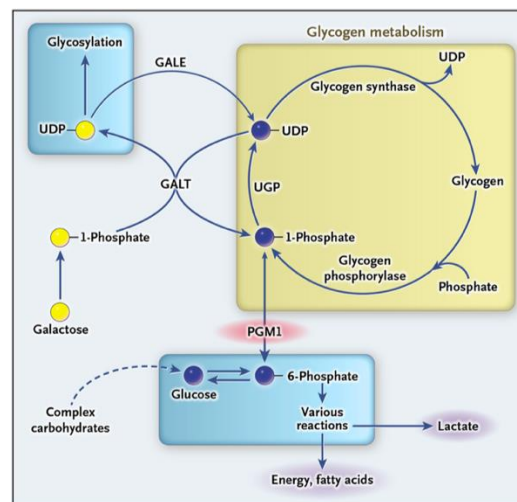 Glycogen metabolism
Glycosylation
GALE
UDP
Glycogen synthase
UDP
UDP
GALT
UGP
Glycogen
1-Phosphate
1-Phosphate
Glycogen
phosphorylase
Phosphate
Galactose
PGM1
6-Phosphate
Glucose
Complex
carbohydrates
Various
reactions
Lactate
Energy, fatty acids